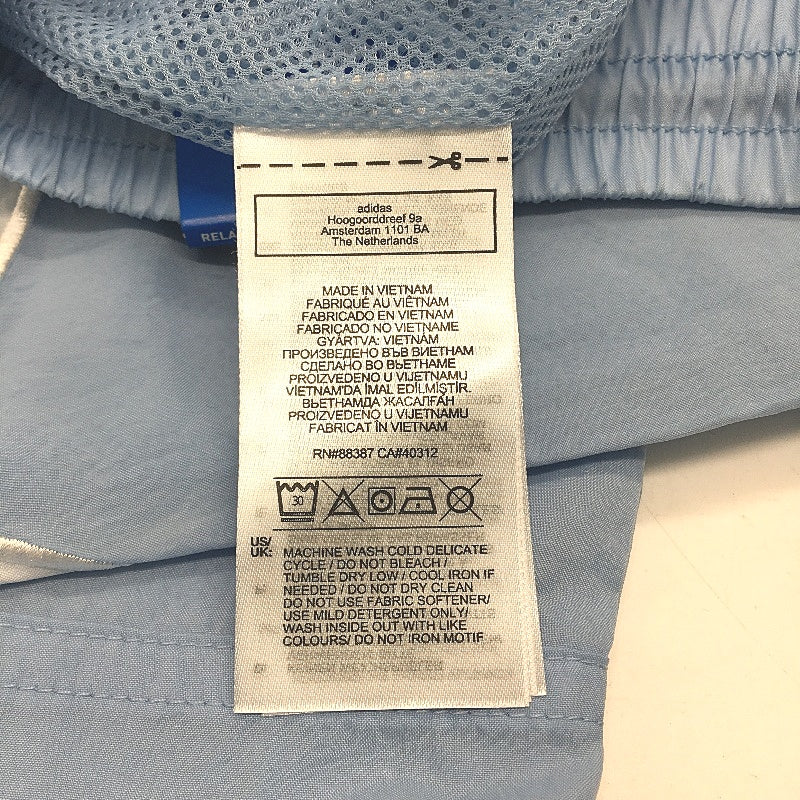 adidas
Hoogoorddreef 9a
Amsterdam 1101 BA
The Netherlands
RELA
MADE IN VIETNAM
FABRIQUÉ AU VIÊTNAM
FABRICADO EN VIETNAM
FABRICADO NO VIETNAME
GYÁRTVA: VIETNÁM
ПРОИЗВЕДЕНО ВЪВ ВИЕТНАМ
СДЕЛАНО ВО ВЬЕТНАМЕ
PROIZVEDENO U VIJETNAMU
VIETNAM'DA İMAL EDİLMİŞTİR.
ВЬЕТНАМДА ЖАСАЛҒАН
PROIZVEDENO U VIJETNAMU
FABRICAT ÎN VIETNAM
RN#88387 CA#40312
30
US/
UK: MACHINE WASH COLD DELICATE
CYCLE / DO NOT BLEACH /
TUMBLE DRY LOW / COOL IRON IF
NEEDED / DO NOT DRY CLEAN
DO NOT USE FABRIC SOFTENER/
USE MILD DETERGENT ONLY/
WASH INSIDE OUT WITH LIKE
COLOURS/ DO NOT IRON MOTIF